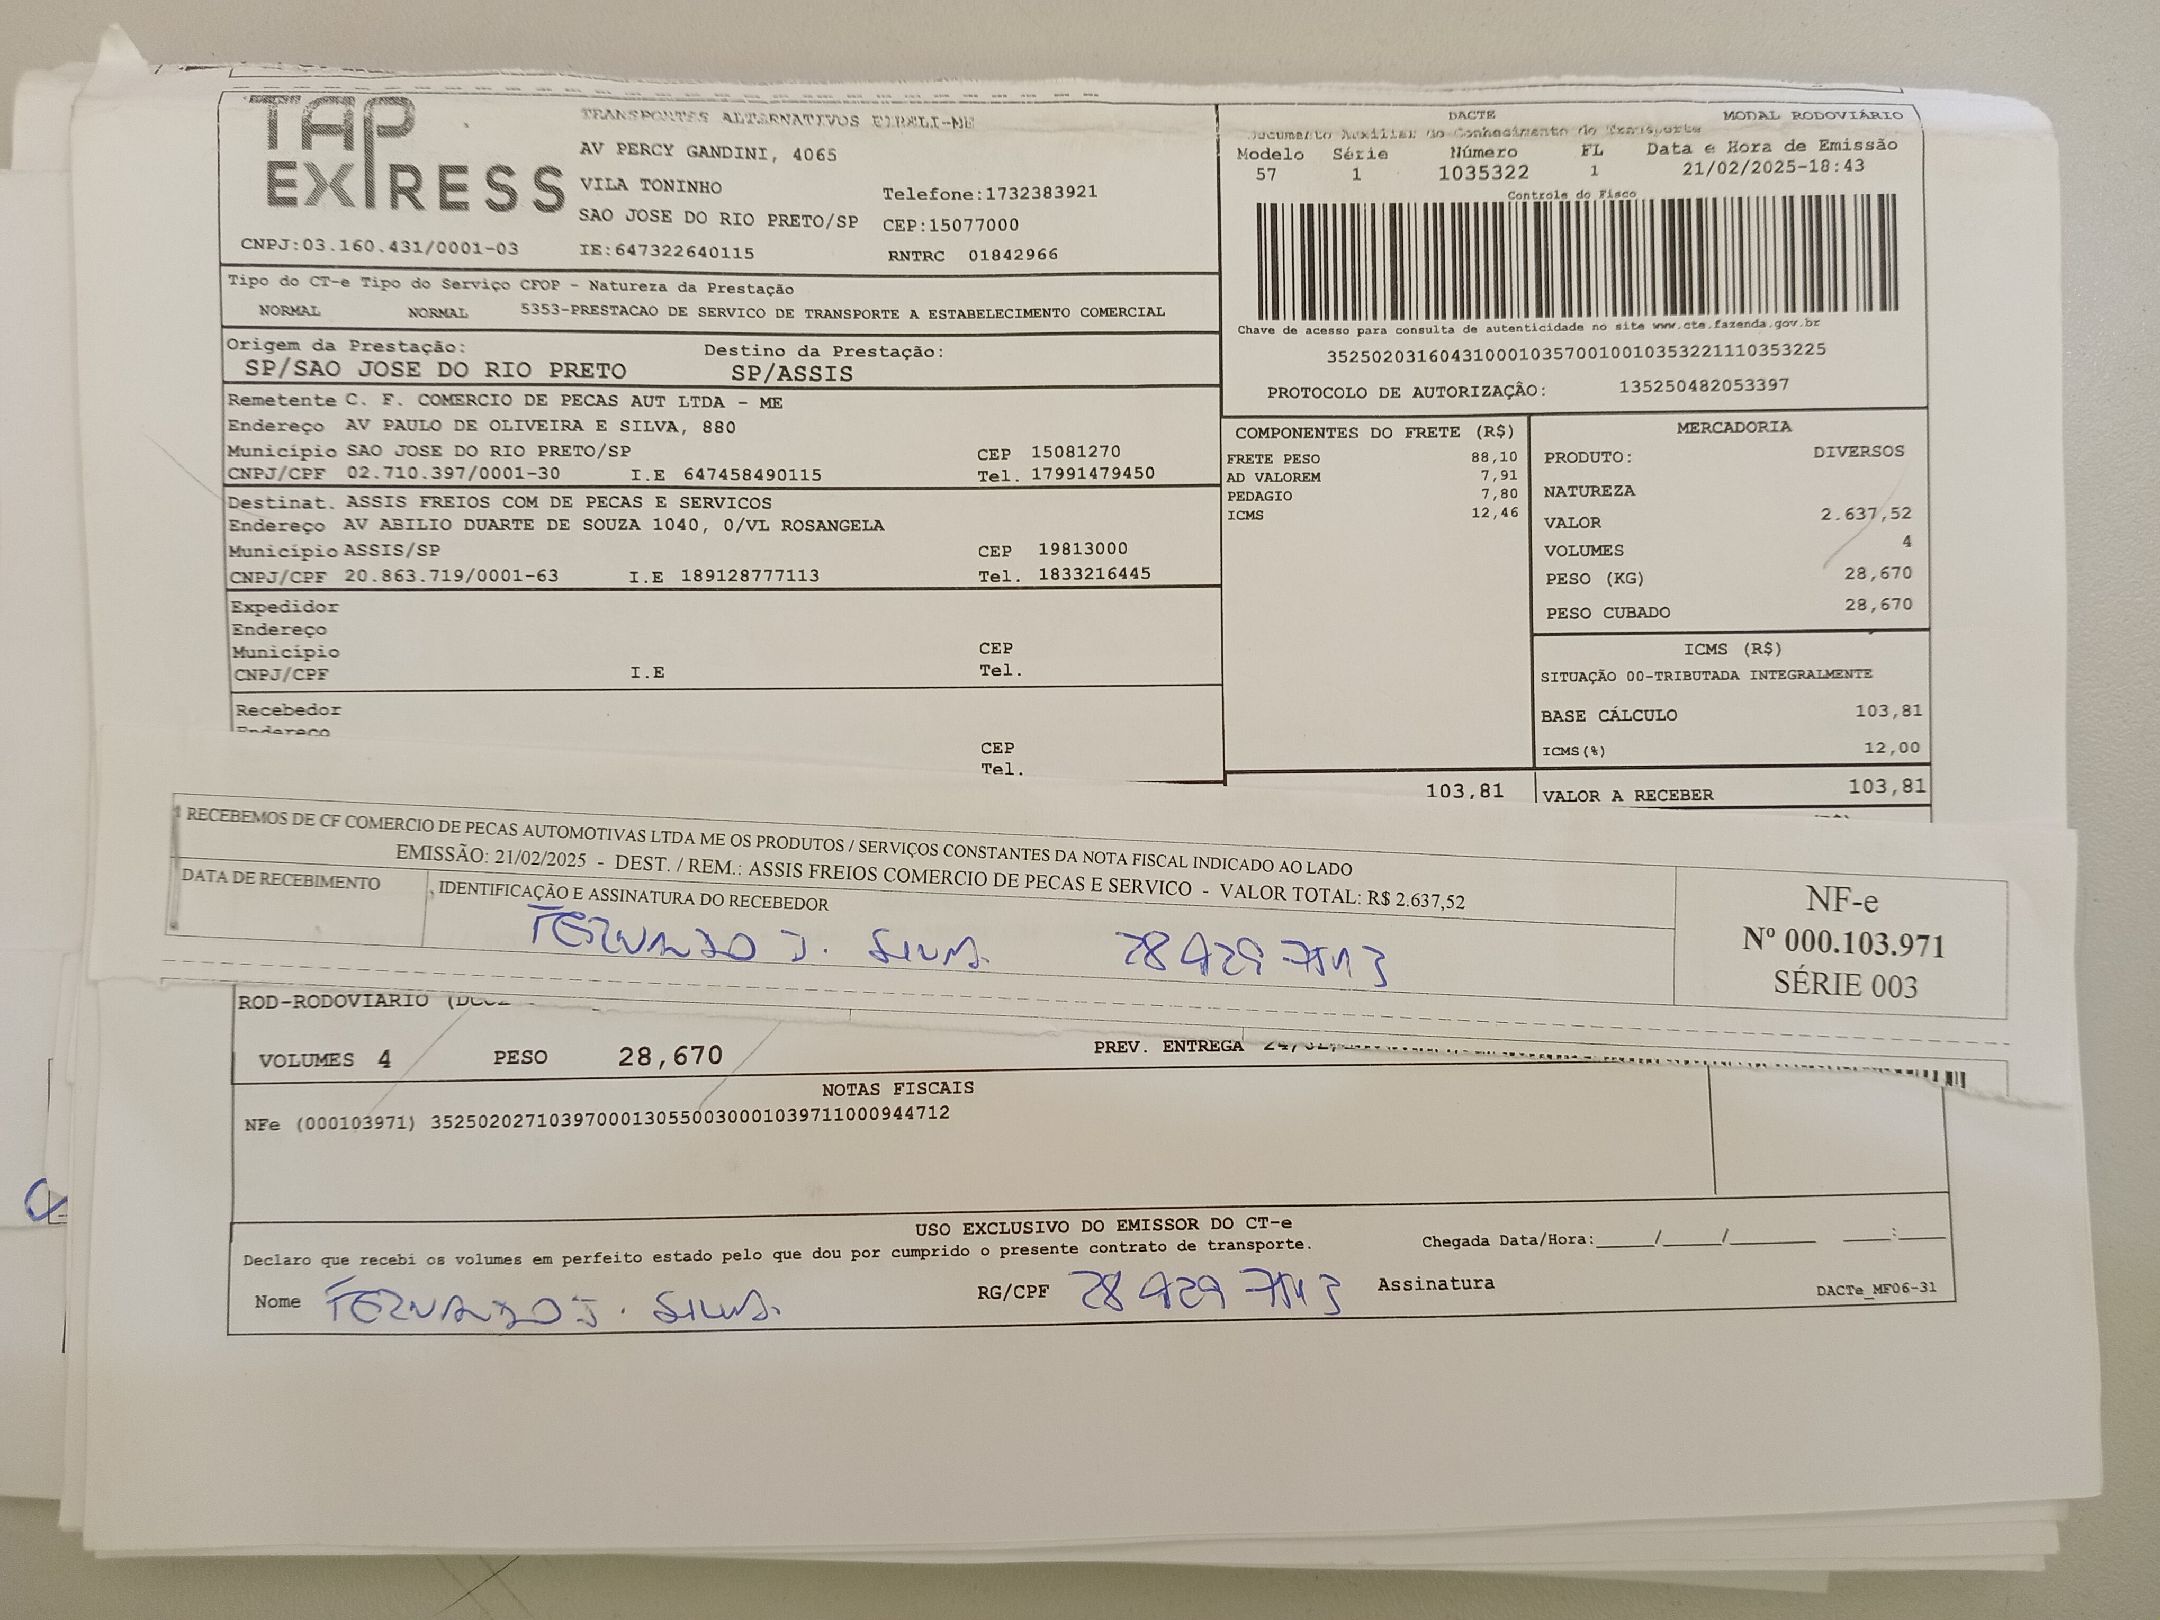 TAP EXPRESS
TRANSPORTES ALTERNATIVOS EIRELI-ME
AV PERCY GANDINI, 4065
VILA TONINHO
Telefone:1732383921
SAO JOSE DO RIO PRETO/SP CEP:15077000
CNPJ:03.160.431/0001-03 IE:647322640115 RNTRC 01842966
DACTE MODAL RODOVIÁRIO
Documento Auxiliar do Conhecimento de Transporte
Modelo Série Número FL Data e Hora de Emissão
57 1 1035322 1 21/02/2025-18:43
Controle do Fisco
Chave de acesso para consulta de autenticidade no site www.cte.fazenda.gov.br
35250203160431000103570010010353221110353225
PROTOCOLO DE AUTORIZAÇÃO: 135250482053397
Tipo do CT-e Tipo do Serviço CFOP - Natureza da Prestação
NORMAL NORMAL 5353-PRESTACAO DE SERVICO DE TRANSPORTE A ESTABELECIMENTO COMERCIAL
Origem da Prestação: Destino da Prestação:
SP/SAO JOSE DO RIO PRETO SP/ASSIS
Remetente C. F. COMERCIO DE PECAS AUT LTDA - ME
Endereço AV PAULO DE OLIVEIRA E SILVA, 880
Município SAO JOSE DO RIO PRETO/SP CEP 15081270
CNPJ/CPF 02.710.397/0001-30 I.E 647458490115 Tel. 17991479450
Destinat. ASSIS FREIOS COM DE PECAS E SERVICOS
Endereço AV ABILIO DUARTE DE SOUZA 1040, 0/VL ROSANGELA
Município ASSIS/SP CEP 19813000
CNPJ/CPF 20.863.719/0001-63 I.E 189128777113 Tel. 1833216445
Expedidor
Endereço
Município CEP
CNPJ/CPF I.E Tel.
Recebedor
Endereço
CEP
Tel.
COMPONENTES DO FRETE (R$)
FRETE PESO 88,10
AD VALOREM 7,91
PEDAGIO 7,80
ICMS 12,46
MERCADORIA
PRODUTO: DIVERSOS
NATUREZA
VALOR 2.637,52
VOLUMES 4
PESO (KG) 28,670
PESO CUBADO 28,670
ICMS (R$)
SITUAÇÃO 00-TRIBUTADA INTEGRALMENTE
BASE CÁLCULO 103,81
ICMS(%) 12,00
103,81 VALOR A RECEBER 103,81
RECEBEMOS DE CF COMERCIO DE PECAS AUTOMOTIVAS LTDA ME OS PRODUTOS / SERVIÇOS CONSTANTES DA NOTA FISCAL INDICADO AO LADO
EMISSÃO: 21/02/2025 - DEST. / REM.: ASSIS FREIOS COMERCIO DE PECAS E SERVICO - VALOR TOTAL: R$ 2.637,52
DATA DE RECEBIMENTO IDENTIFICAÇÃO E ASSINATURA DO RECEBEDOR
FERNANDO J. SILVA.
NF-e
Nº 000.103.971
SÉRIE 003
ROD-RODOVIARIO
VOLUMES 4 PESO 28,670 PREV. ENTREGA
NOTAS FISCAIS
NFe (000103971) 35250202710397000130550030001039711000944712
USO EXCLUSIVO DO EMISSOR DO CT-e
Declaro que recebi os volumes em perfeito estado pelo que dou por cumprido o presente contrato de transporte. Chegada Data/Hora:_____/_____/_______ ____:____
Nome FERNANDO J. SILVA. RG/CPF Assinatura
DACTe_MF06-31